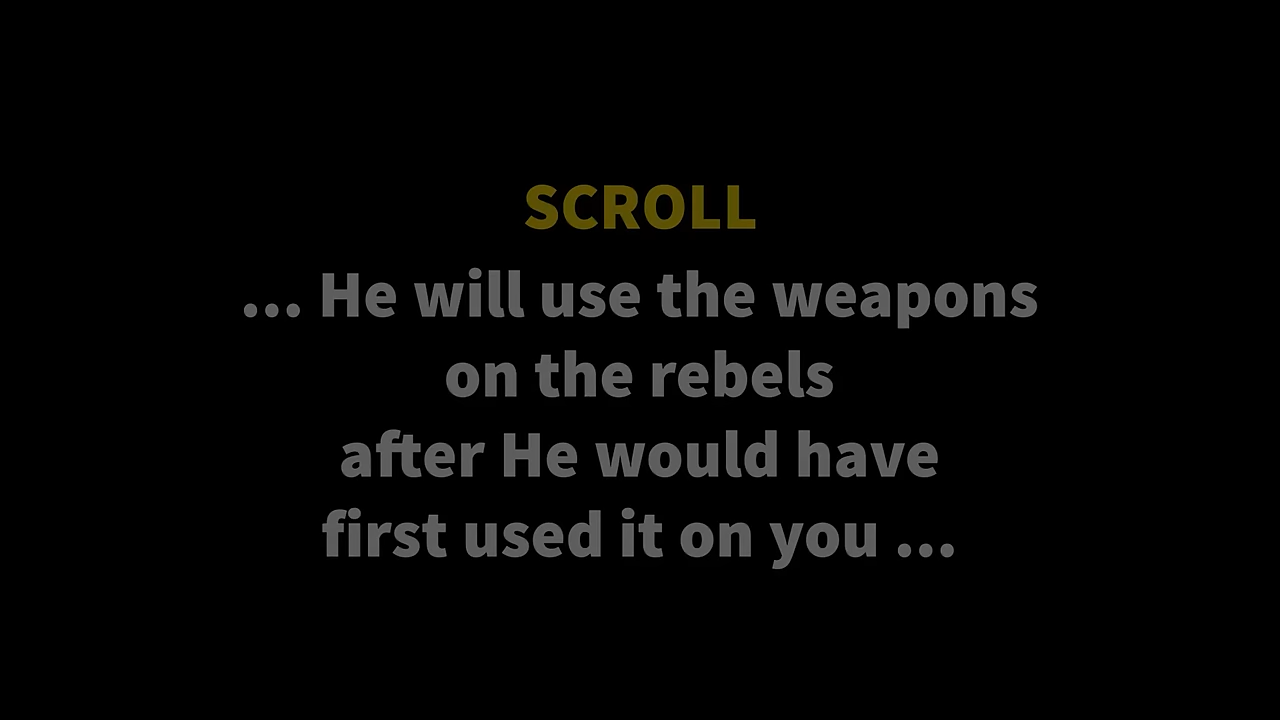 SCROLL
... He will use the weapons
on the rebels
after He would have
first used it on you ...